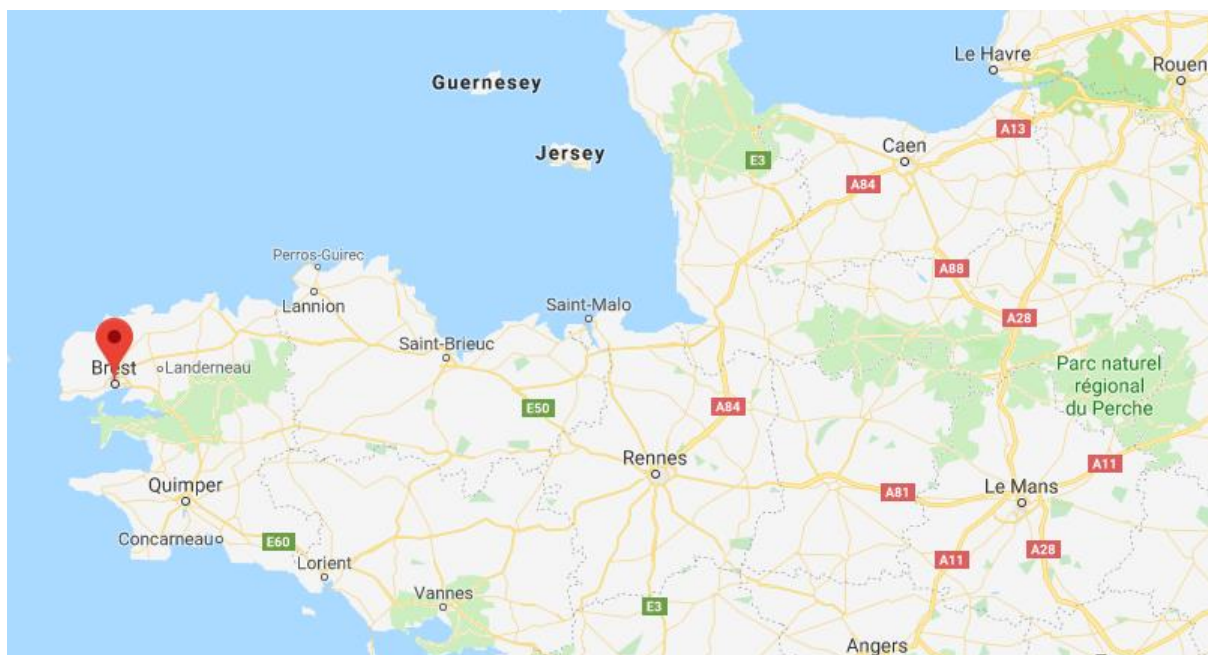 Le Havre
Rouen
Guernesey
A13
Jersey
Caen
E3
A84
Perros-Guirec
A88
Lannion
Saint-Malo
A28
Saint-Brieuc
Brest
Landerneau
Parc naturel
régional
du Perche
E50
A84
Rennes
A11
Quimper
A81
Le Mans
Concarneau
E60
A28
A11
Lorient
Vannes
E3
Angers